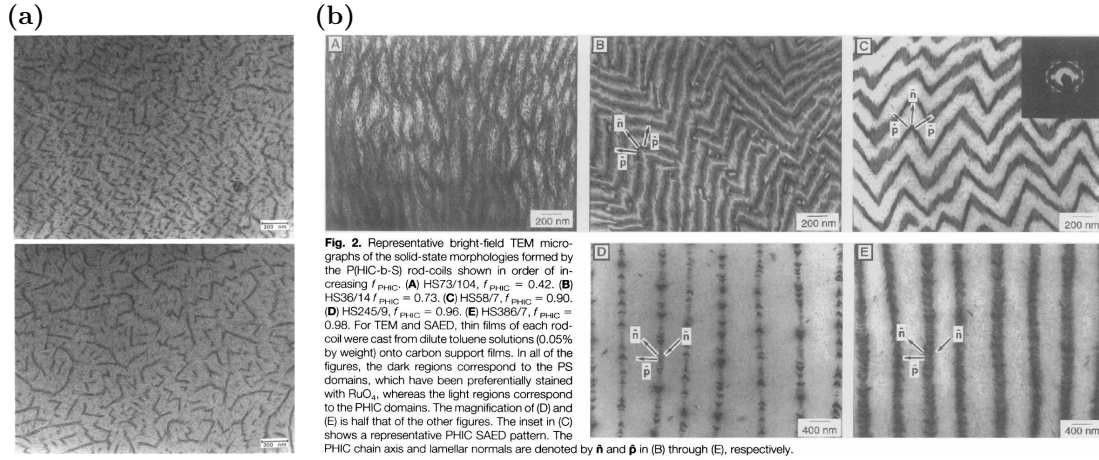 (a)
300 nm
300 nm
(b)
A
200 nm
B
n̂
p̂
p̂
200 nm
C
n̂
p̂
p̂
200 nm
Fig. 2. Representative bright-field TEM micro-
graphs of the solid-state morphologies formed by
the P(HIC-b-S) rod-coils shown in order of in-
creasing f PHIC. (A) HS73/104, f PHIC = 0.42. (B)
HS36/14 f PHIC = 0.73. (C) HS58/7, f PHIC = 0.90.
(D) HS245/9, f PHIC = 0.96. (E) HS386/7, f PHIC =
0.98. For TEM and SAED, thin films of each rod-
coil were cast from dilute toluene solutions (0.05%
by weight) onto carbon support films. In all of the
figures, the dark regions correspond to the PS
domains, which have been preferentially stained
with RuO4, whereas the light regions correspond
to the PHIC domains. The magnification of (D) and
(E) is half that of the other figures. The inset in (C)
shows a representative PHIC SAED pattern. The
PHIC chain axis and lamellar normals are denoted by n̂ and p̂ in (B) through (E), respectively.
D
n̂
n̂
p̂
400 nm
E
n̂
n̂
p̂
400 nm